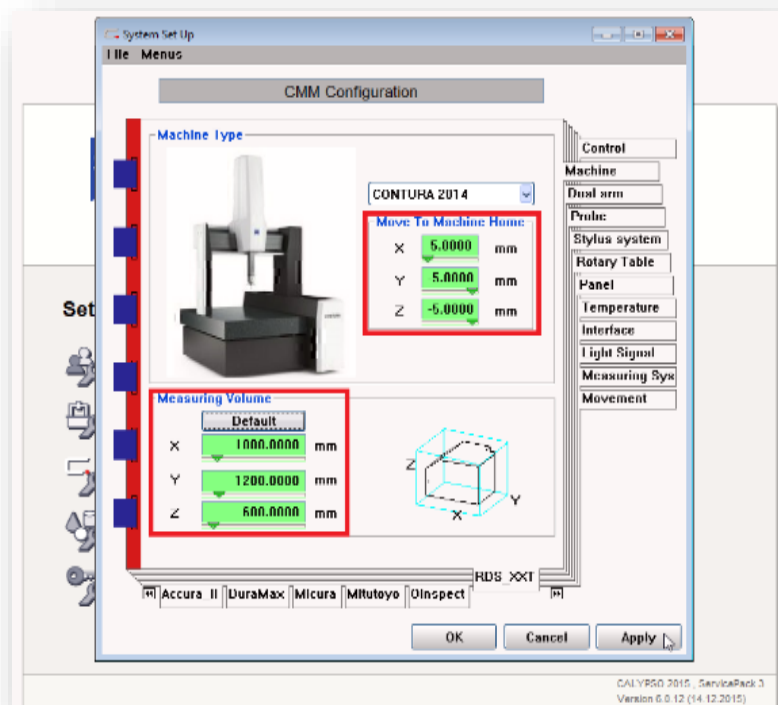 System Set Up
File Menus
CMM Configuration
Machine Type
CONTURA 2014
Move To Machine Home
X 5.0000 mm
Y 5.0000 mm
Z -5.0000 mm
Measuring Volume
Default
X 1000.0000 mm
Y 1200.0000 mm
Z 600.0000 mm
Z
Y
X
Control
Machine
Dual arm
Probe
Stylus system
Rotary Table
Panel
Temperature
Interface
Light Signal
Measuring Sys
Movement
RDS_XXT
Accura II DuraMax Micura Mitutoyo OInspect
OK Cancel Apply
Set
CALYPSO 2015 , ServicePack 3
Version 6.0.12 (14.12.2015)